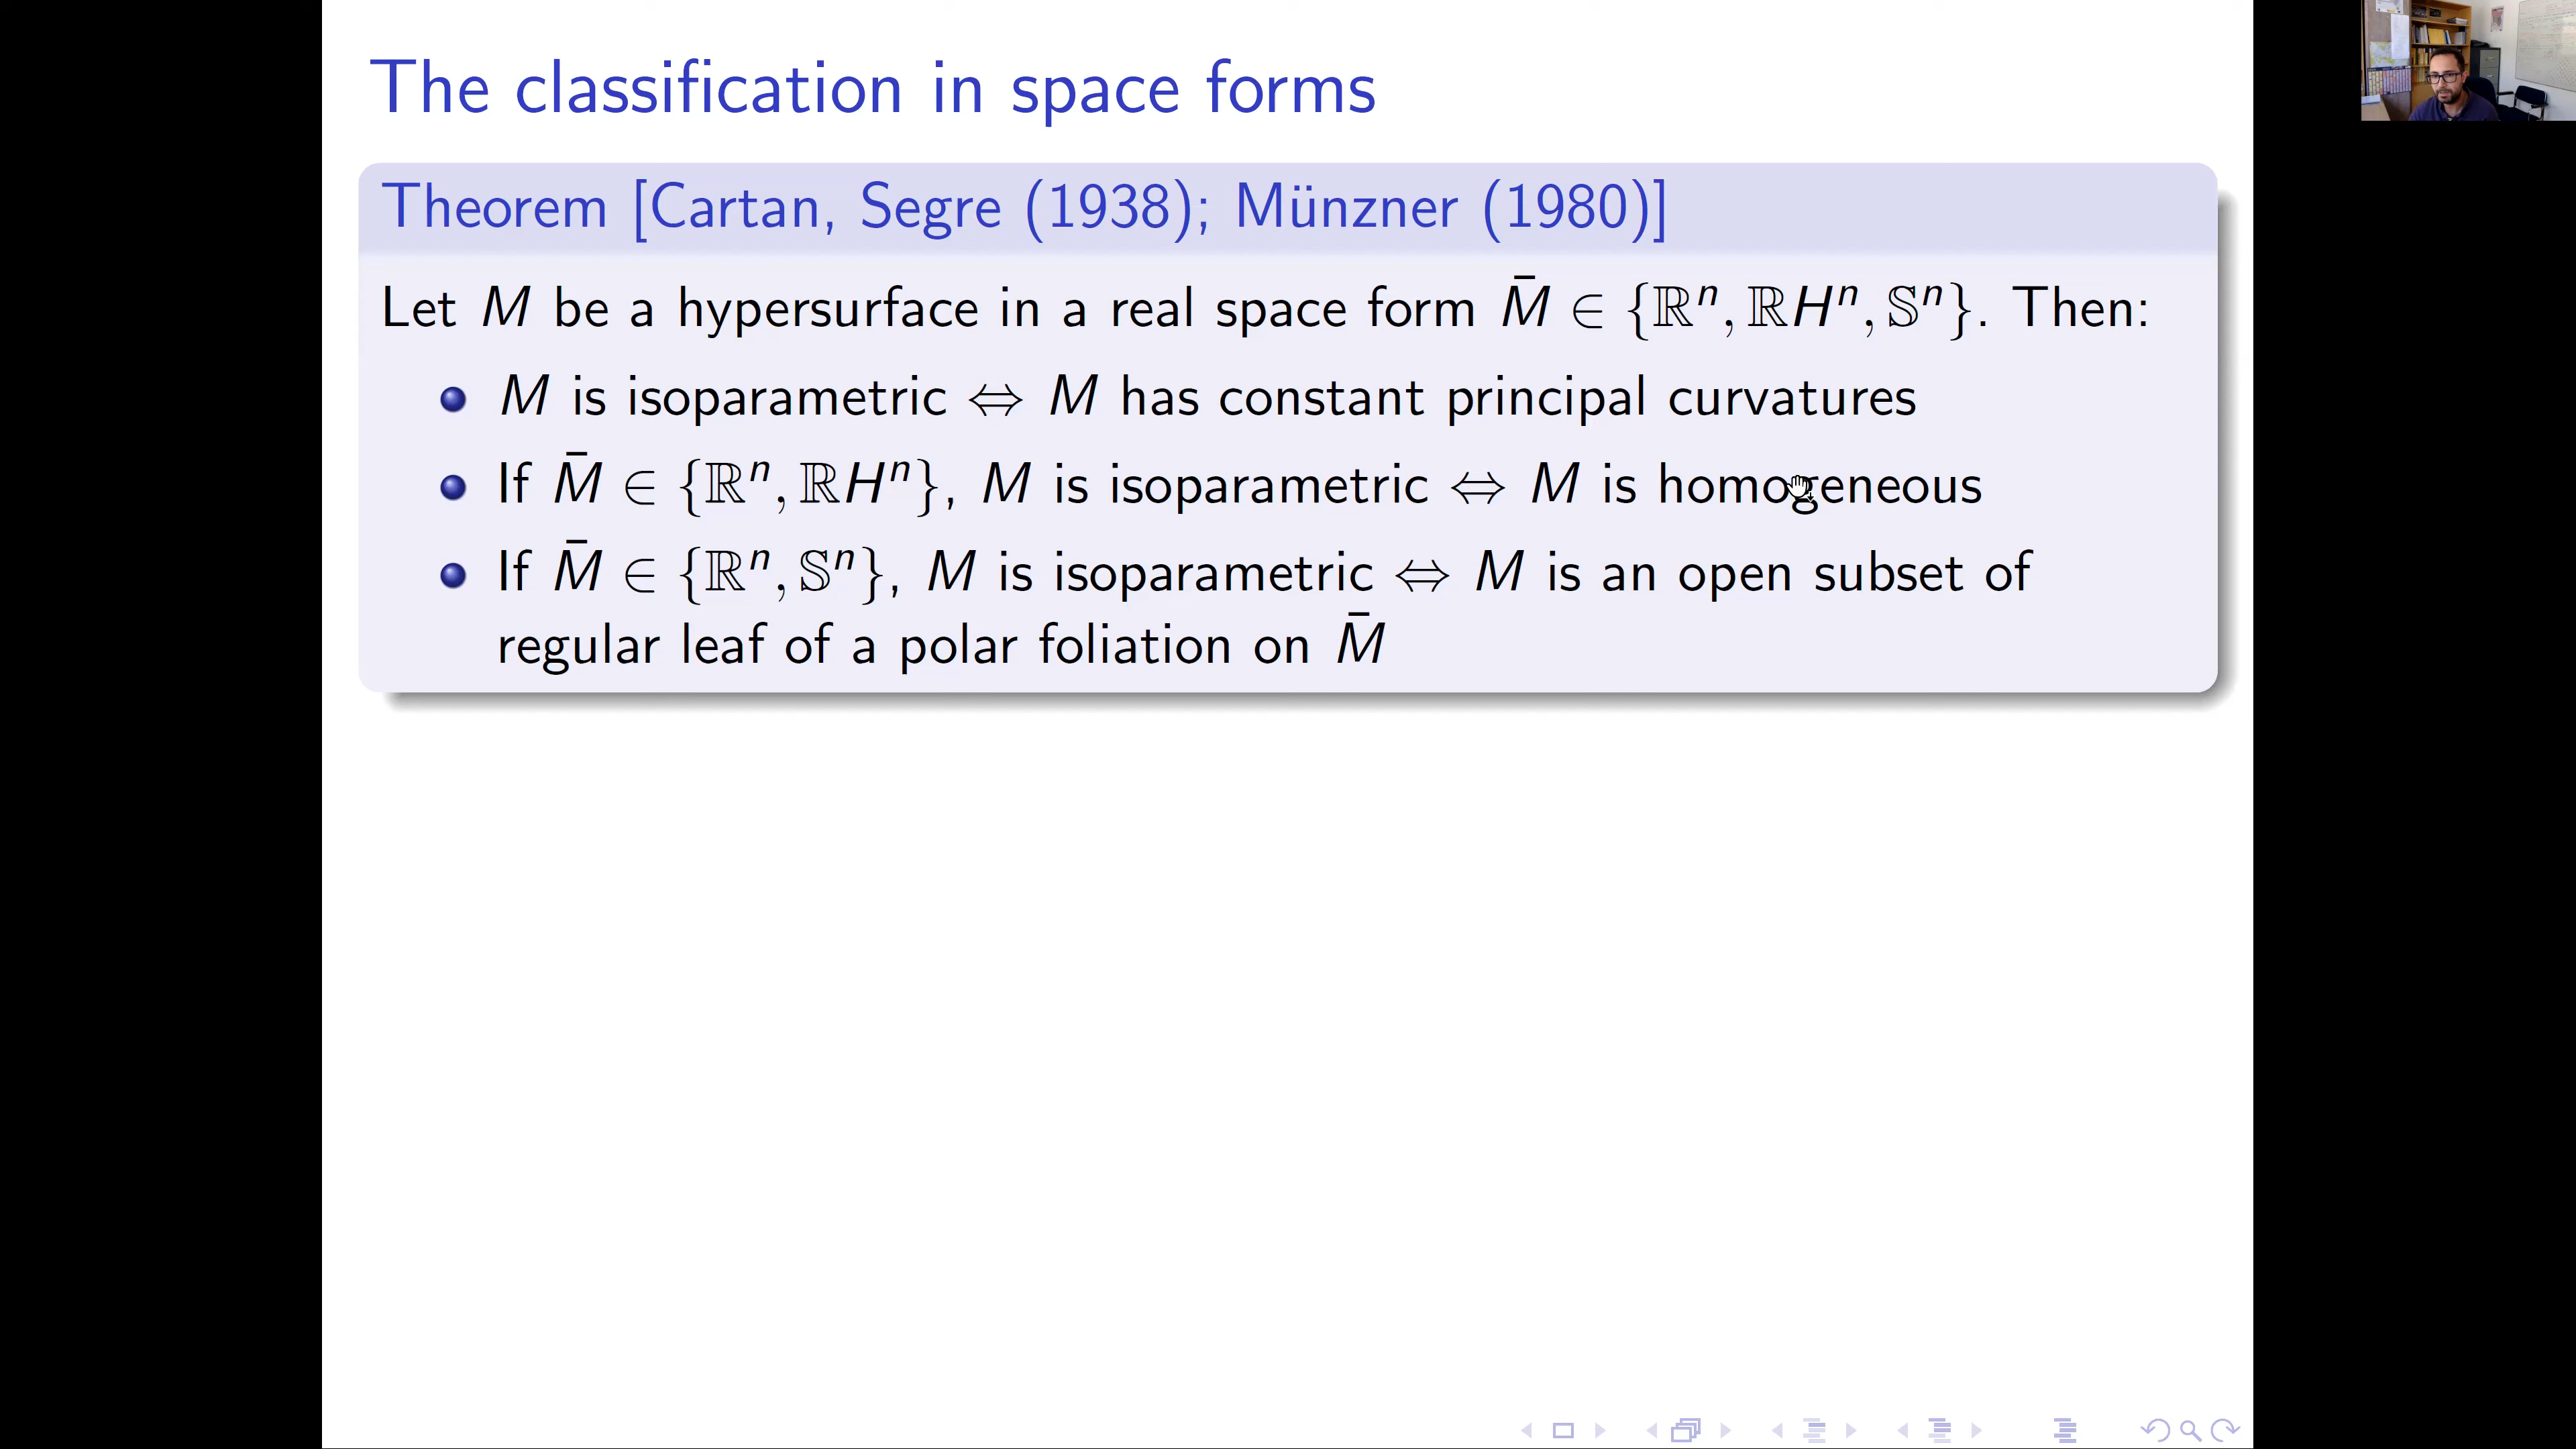 The classification in space forms
Theorem [Cartan, Segre (1938); Münzner (1980)]
Let M be a hypersurface in a real space form M̄ ∈ {ℝⁿ, ℝHⁿ, 𝕊ⁿ}. Then:
M is isoparametric ⇔ M has constant principal curvatures
If M̄ ∈ {ℝⁿ, ℝHⁿ}, M is isoparametric ⇔ M is homogeneous
If M̄ ∈ {ℝⁿ, 𝕊ⁿ}, M is isoparametric ⇔ M is an open subset of
regular leaf of a polar foliation on M̄